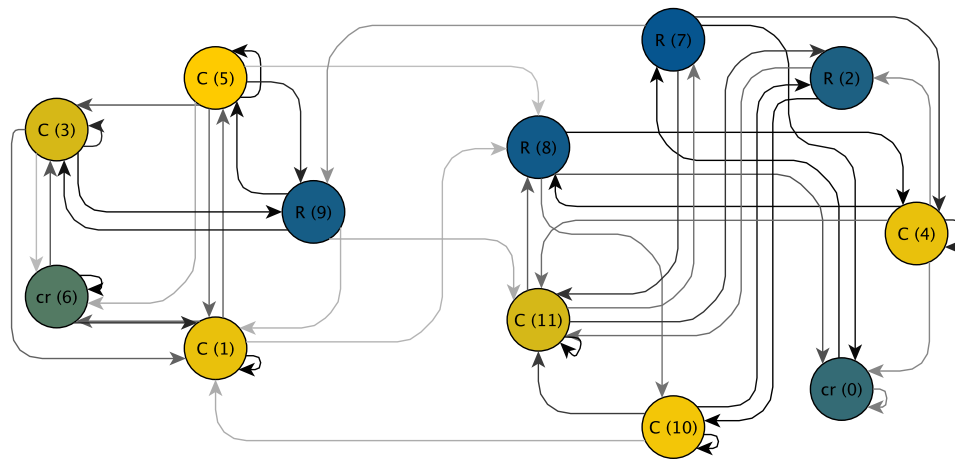 R (7)
C (5)
R (2)
C (3)
R (8)
R (9)
C (4)
cr (6)
C (11)
C (1)
cr (0)
C (10)